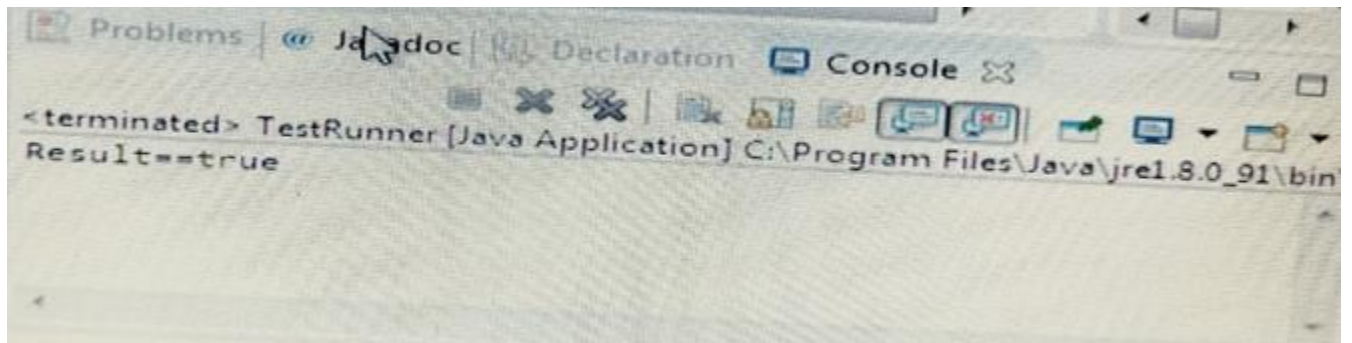 Problems @ Javadoc Declaration Console
<terminated> TestRunner [Java Application] C:\Program Files\Java\jre1.8.0_91\bin\
Result==true